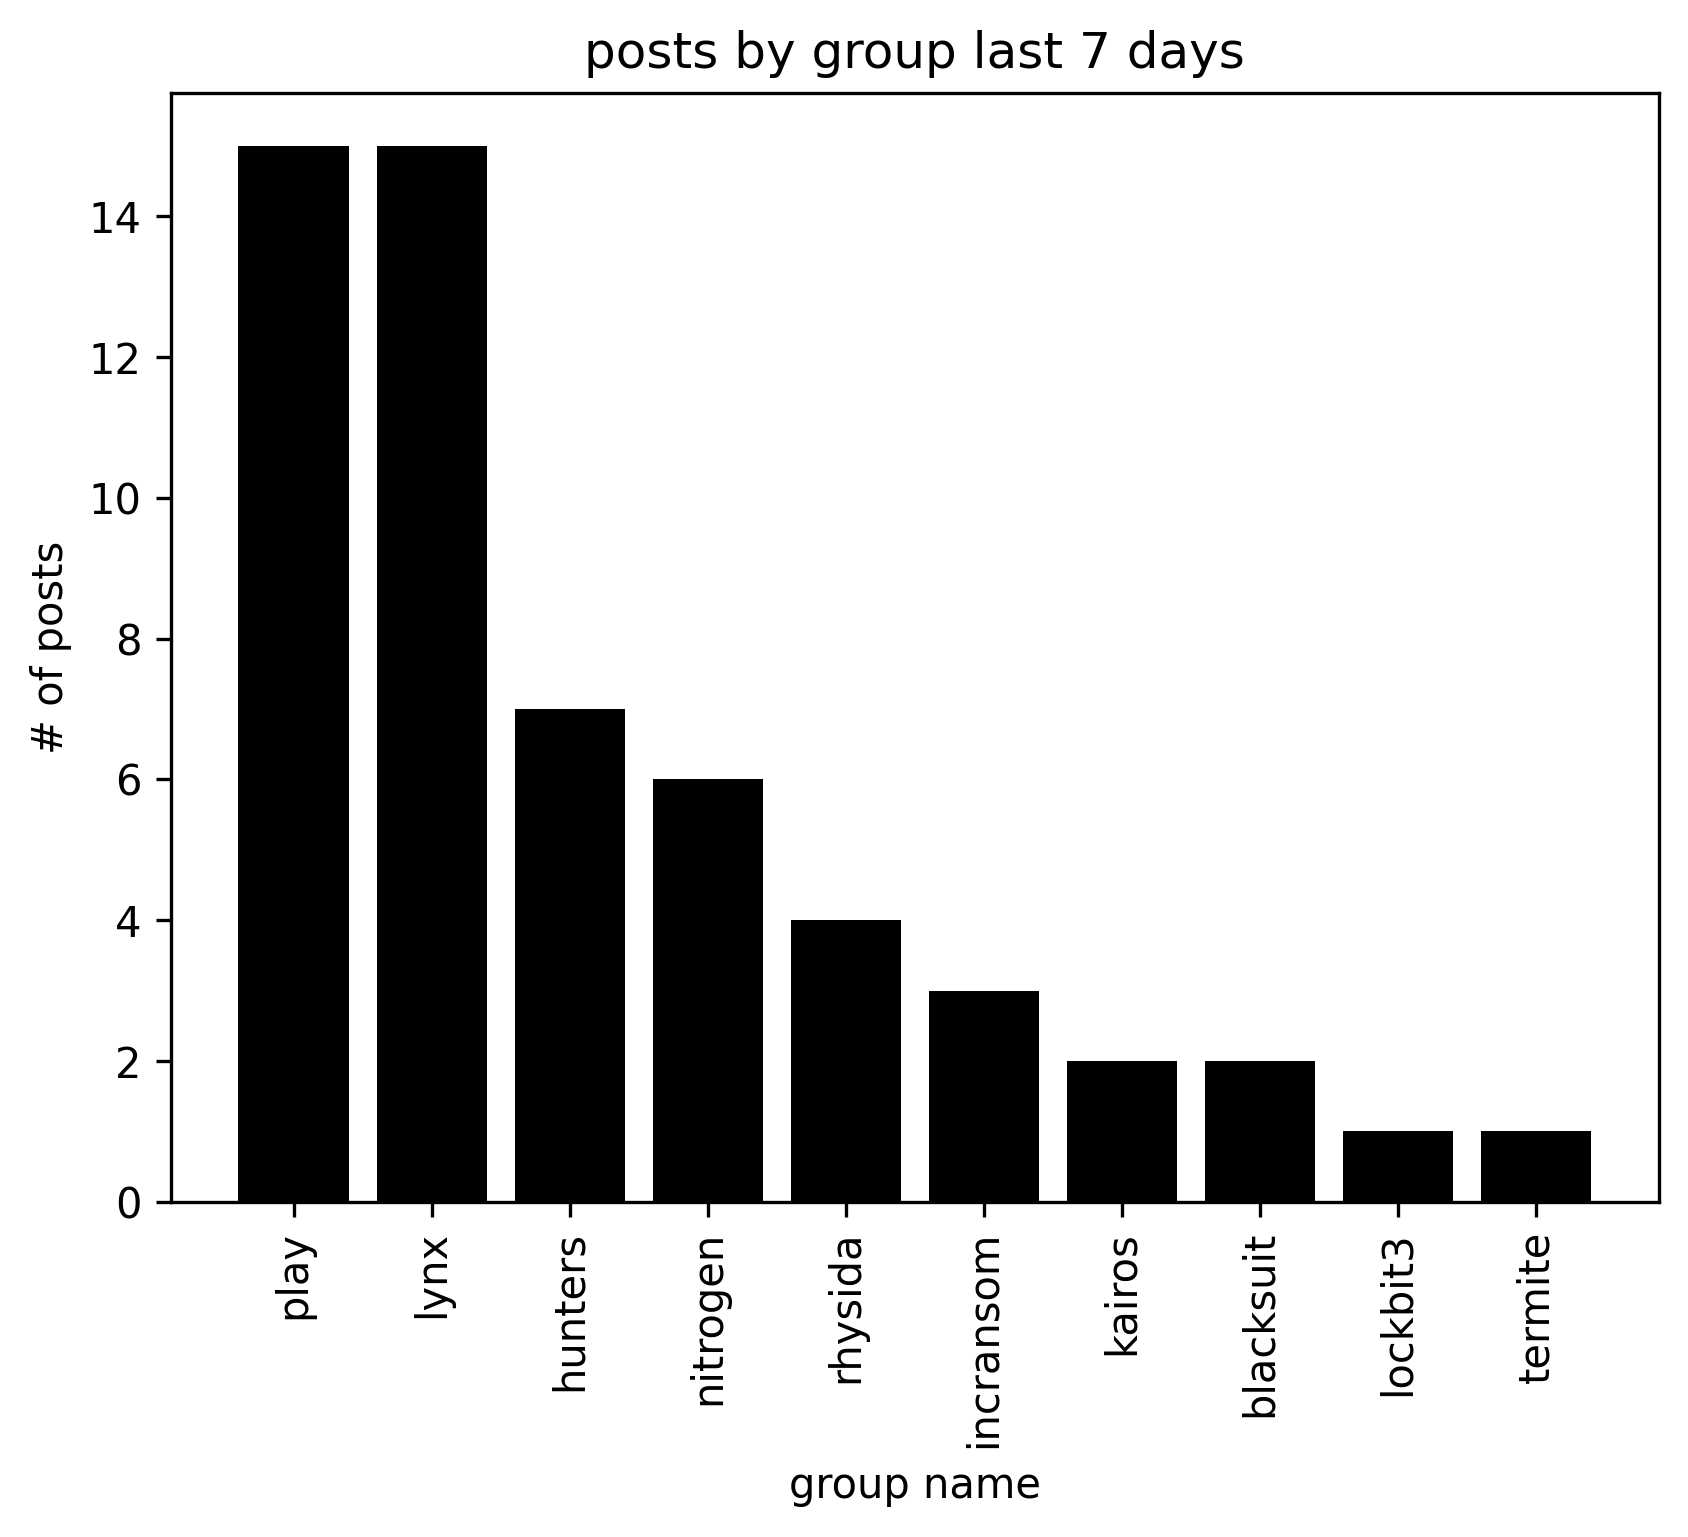 posts by group last 7 days
# of posts
14
12
10
8
6
4
2
0
play
lynx
hunters
nitrogen
rhysida
incransom
kairos
blacksuit
lockbit3
termite
group name